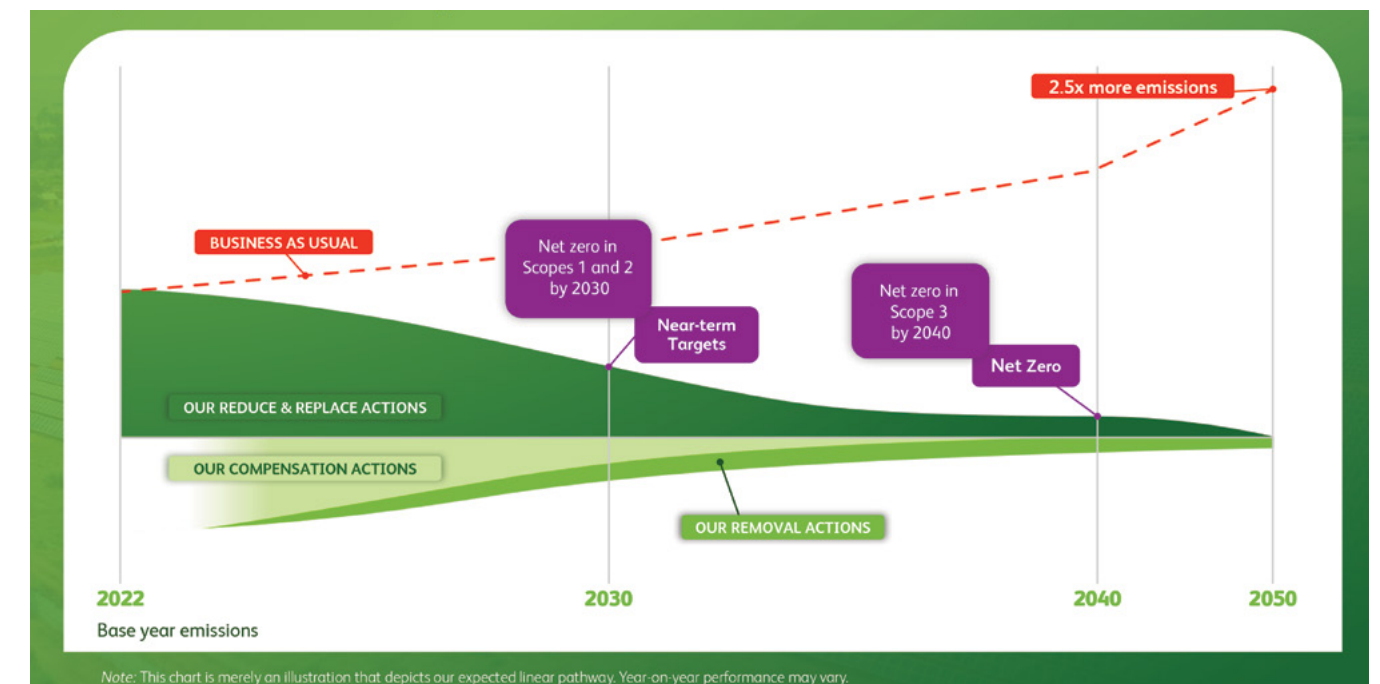 2.5x more emissions
BUSINESS AS USUAL
Net zero in
Scopes 1 and 2
by 2030
Near-term
Targets
Net zero in
Scope 3
by 2040
Net Zero
OUR REDUCE & REPLACE ACTIONS
OUR COMPENSATION ACTIONS
OUR REMOVAL ACTIONS
2022
2030
2040
2050
Base year emissions
Note: This chart is merely an illustration that depicts our expected linear pathway. Year-on-year performance may vary.